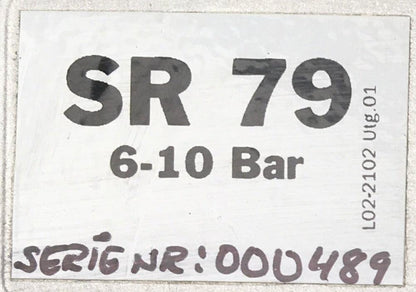 SR 79
6-10 Bar
L02-2102 Utg.01
SERIE NR: 000489